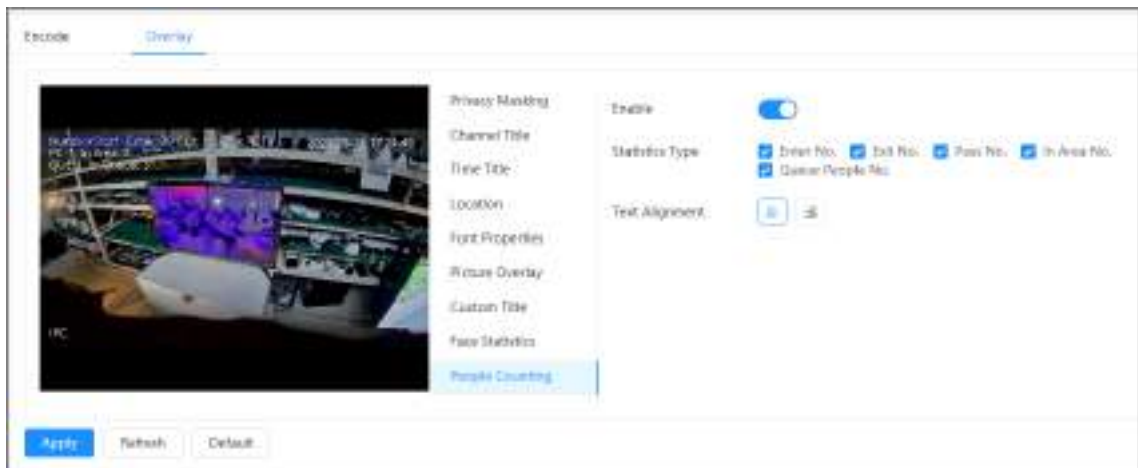 Encode
Overlay
Privacy Masking
Channel Title
Time Title
Location
Font Properties
Picture Overlay
Custom Title
Face Statistics
People Counting
Enable
Statistics Type
Enter No. Exit No. Pass No. In Area No.
Queue People No.
Text Alignment
IPC
Apply Refresh Default